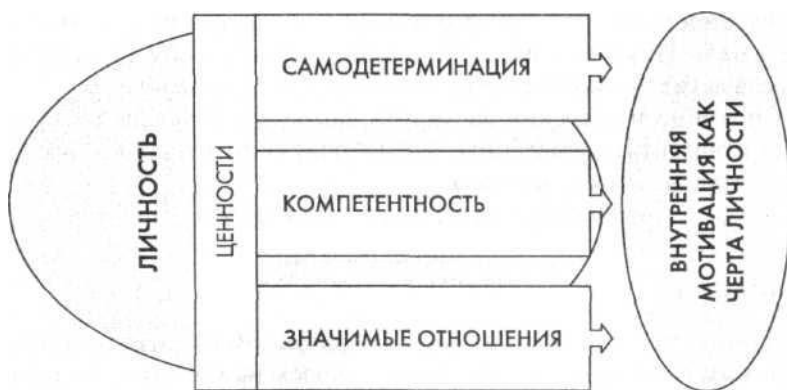 ЛИЧНОСТЬ
ЦЕННОСТИ
САМОДЕТЕРМИНАЦИЯ
КОМПЕТЕНТНОСТЬ
ЗНАЧИМЫЕ ОТНОШЕНИЯ
ВНУТРЕННЯЯ
МОТИВАЦИЯ КАК
ЧЕРТА ЛИЧНОСТИ